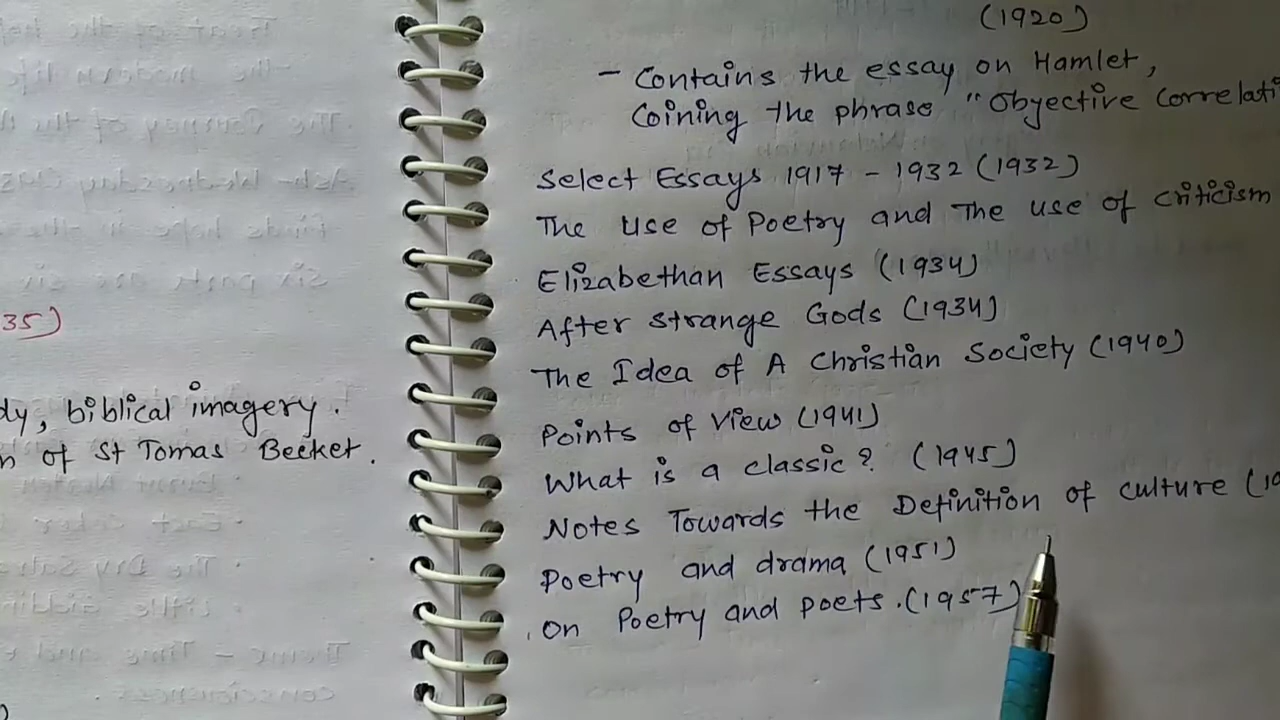 35)
dy, biblical imagery.
n of St Tomas Becket.
(1920)
- Contains the essay on Hamlet,
Coining the phrase "Objective Correlati
Select Essays 1917 - 1932 (1932)
The Use of Poetry and The use of criticism
Elizabethan Essays (1934)
After strange Gods (1934)
The Idea of A Christian Society (1940)
Points of View (1941)
What is a classic? (1945)
Notes Towards the Definition of culture (19
Poetry and drama (1951)
On Poetry and Poets. (1957)